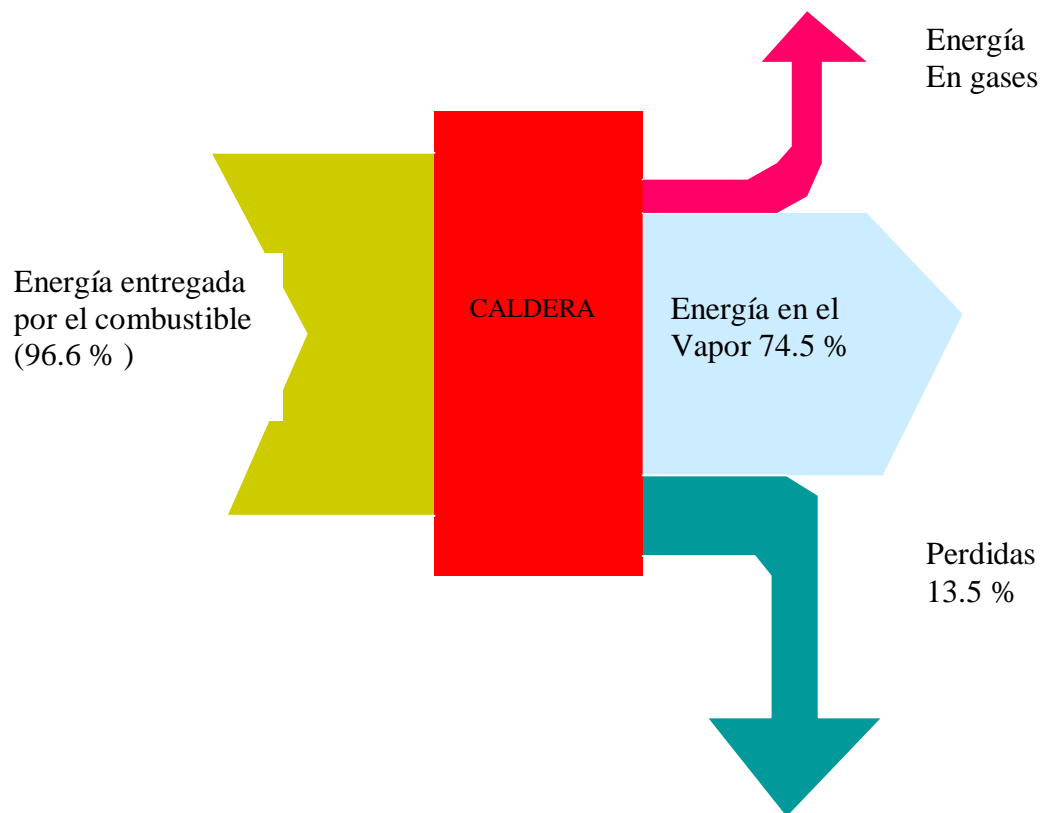 Energía
En gases
Energía entregada
por el combustible
(96.6 % )
CALDERA
Energía en el
Vapor 74.5 %
Perdidas
13.5 %